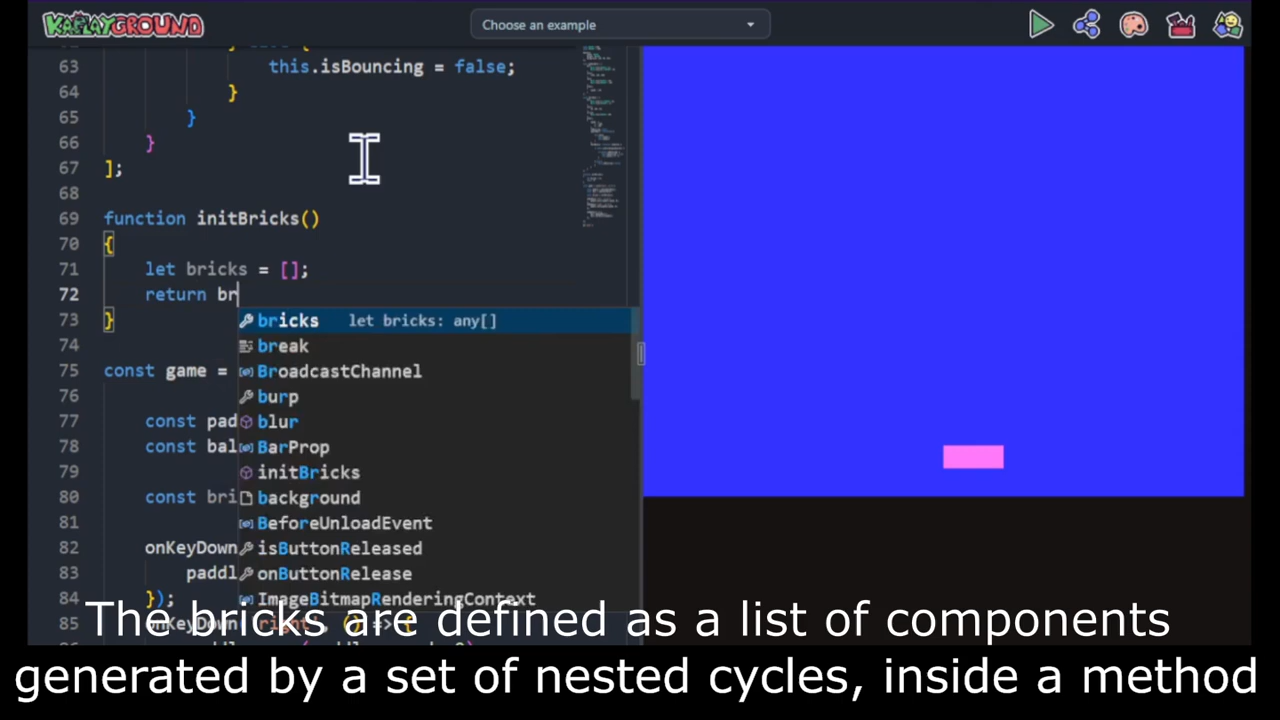 KAPLAYGROUND
Choose an example
63 this.isBouncing = false;
64 }
65 }
66 }
67 ];
68
69 function initBricks()
70 {
71 let bricks = [];
72 return br
73 }
bricks let bricks: any[]
74
break
75 const game =
BroadcastChannel
76
burp
77 const pad
blur
78 const bal
BarProp
79
initBricks
80 const bri
background
81
BeforeUnloadEvent
82 onKeyDown
isButtonReleased
83 paddl
onButtonRelease
84 });
ImageBitmapRenderingContext
85
The bricks are defined as a list of components
generated by a set of nested cycles, inside a method